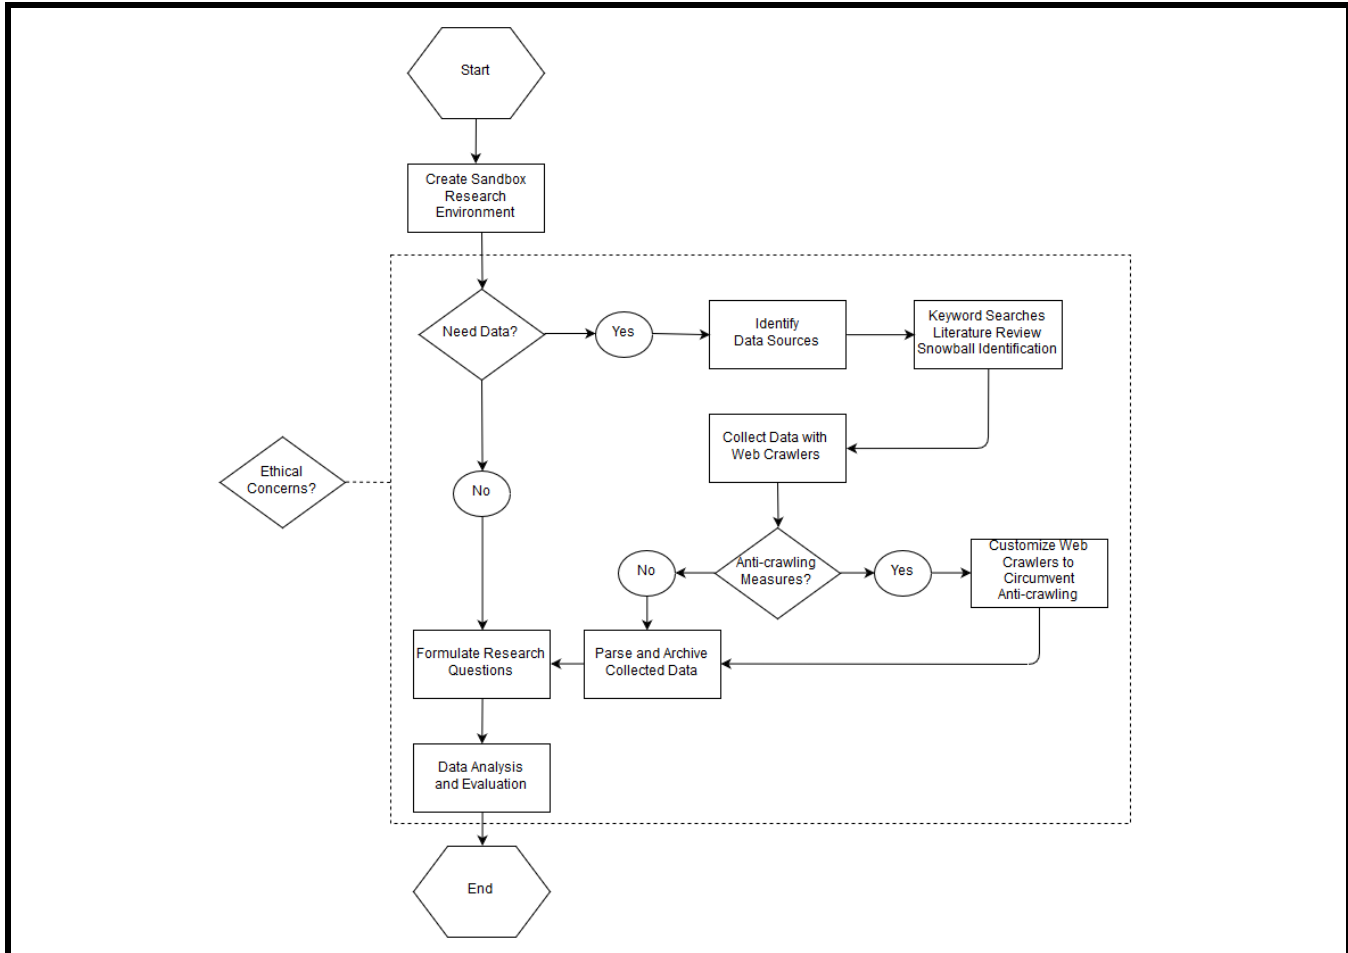 Start
Create Sandbox
Research
Environment
Need Data?
Yes
Identify
Data Sources
Keyword Searches
Literature Review
Snowball Identification
Collect Data with
Web Crawlers
Ethical
Concerns?
No
Anti-crawling
Measures?
No
Yes
Customize Web
Crawlers to
Circumvent
Anti-crawling
Formulate Research
Questions
Parse and Archive
Collected Data
Data Analysis
and Evaluation
End